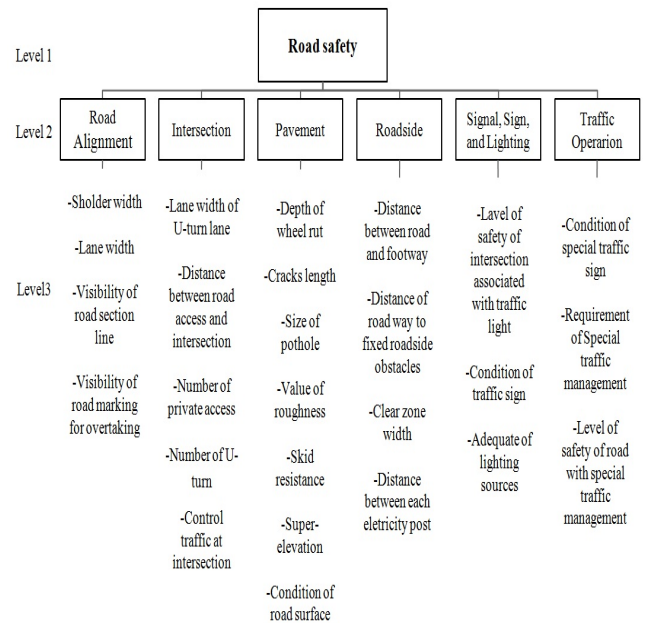 Road safety
Level 1
Level 2
Road
Alignment
Intersection
Pavement
Roadside
Signal, Sign,
and Lighting
Traffic
Operarion
Level3
-Sholder width
-Lane width
-Visibility of
road section
line
-Visibility of
road marking
for overtaking
-Lane width of
U-turn lane
-Distance
between road
access and
intersection
-Number of
private access
-Number of U-
turn
-Control
traffic at
intersection
-Depth of
wheel rut
-Cracks length
-Size of
pothole
-Value of
roughness
-Skid
resistance
-Super-
elevation
-Condition of
road surface
-Distance
between road
and footway
-Distance of
road way to
fixed roadside
obstacles
-Clear zone
width
-Distance
between each
eletricity post
-Lavel of
safety of
intersection
associated
with traffic
light
-Condition of
traffic sign
-Adequate of
lighting
sources
-Condition of
special traffic
sign
-Requirement
of Special
traffic
management
-Level of
safety of road
with special
traffic
management